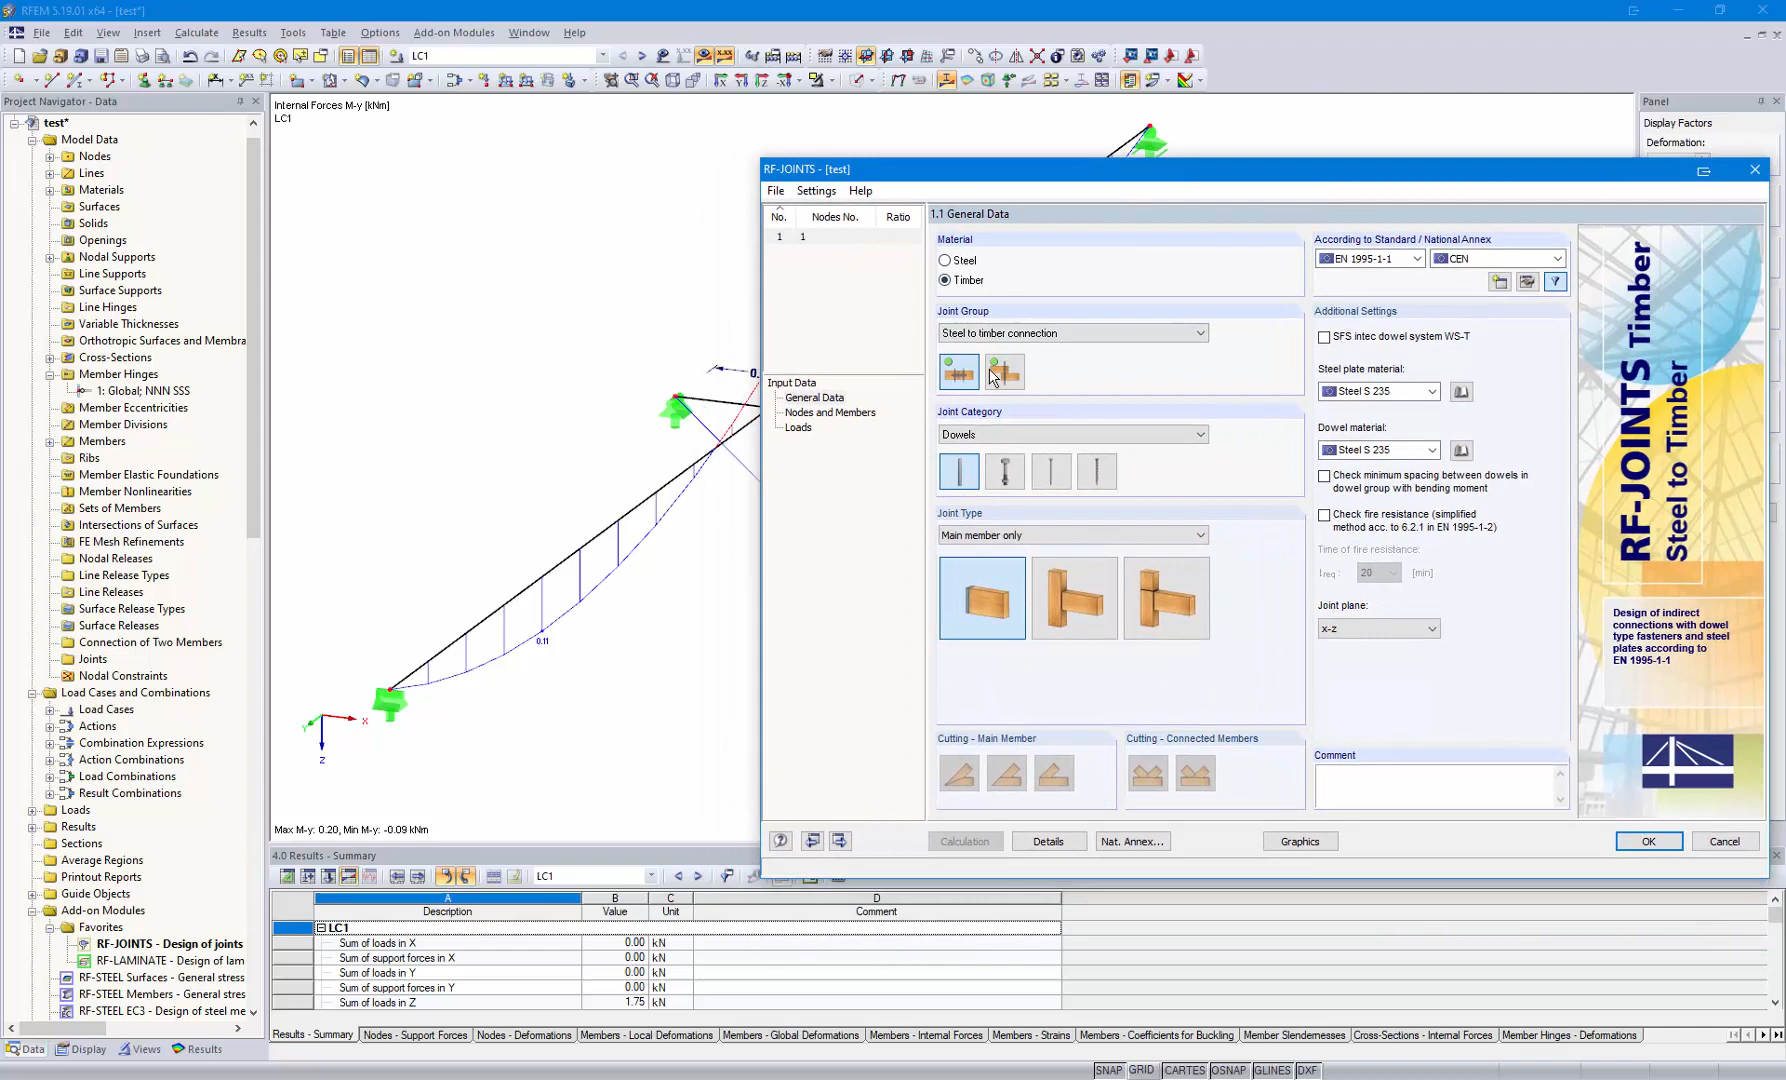 RFEM 5.19.01 x64 - [test*]
File Edit View Insert Calculate Results Tools Table Options Add-on Modules Window Help
LC1
Project Navigator - Data
test*
Model Data
Nodes
Lines
Materials
Surfaces
Solids
Openings
Nodal Supports
Line Supports
Surface Supports
Line Hinges
Variable Thicknesses
Orthotropic Surfaces and Membra
Cross-Sections
Member Hinges
1: Global; NNN SSS
Member Eccentricities
Member Divisions
Members
Ribs
Member Elastic Foundations
Member Nonlinearities
Sets of Members
Intersections of Surfaces
FE Mesh Refinements
Nodal Releases
Line Release Types
Line Releases
Surface Release Types
Surface Releases
Connection of Two Members
Joints
Nodal Constraints
Load Cases and Combinations
Load Cases
Actions
Combination Expressions
Action Combinations
Load Combinations
Result Combinations
Loads
Results
Sections
Average Regions
Printout Reports
Guide Objects
Add-on Modules
Favorites
RF-JOINTS - Design of joints
RF-LAMINATE - Design of lam
RF-STEEL Surfaces - General stress
RF-STEEL Members - General stres
RF-STEEL EC3 - Design of steel me
Data Display Views Results
Internal Forces M-y [kNm]
LC1
0.
0.11
X
Y
Z
Max M-y: 0.20, Min M-y: -0.09 kNm
Panel
Display Factors
Deformation:
RF-JOINTS - [test]
File Settings Help
No. Nodes No. Ratio
1 1
Input Data
General Data
Nodes and Members
Loads
1.1 General Data
Material
Steel
Timber
Joint Group
Steel to timber connection
Joint Category
Dowels
Joint Type
Main member only
Cutting - Main Member
Cutting - Connected Members
According to Standard / National Annex
EN 1995-1-1 CEN
Additional Settings
SFS intec dowel system WS-T
Steel plate material:
Steel S 235
Dowel material:
Steel S 235
Check minimum spacing between dowels in
dowel group with bending moment
Check fire resistance (simplified
method acc. to 6.2.1 in EN 1995-1-2)
Time of fire resistance:
treq : 20 [min]
Joint plane:
x-z
Comment
RF-JOINTS Timber
Steel to Timber
Design of indirect
connections with dowel
type fasteners and steel
plates according to
EN 1995-1-1
Calculation Details Nat. Annex... Graphics OK Cancel
4.0 Results - Summary
LC1
A B C D
Description Value Unit Comment
LC1
Sum of loads in X 0.00 kN
Sum of support forces in X 0.00 kN
Sum of loads in Y 0.00 kN
Sum of support forces in Y 0.00 kN
Sum of loads in Z 1.75 kN
Results - Summary Nodes - Support Forces Nodes - Deformations Members - Local Deformations Members - Global Deformations Members - Internal Forces Members - Strains Members - Coefficients for Buckling Member Slendernesses Cross-Sections - Internal Forces Member Hinges - Deformations
SNAP GRID CARTES OSNAP GLINES DXF